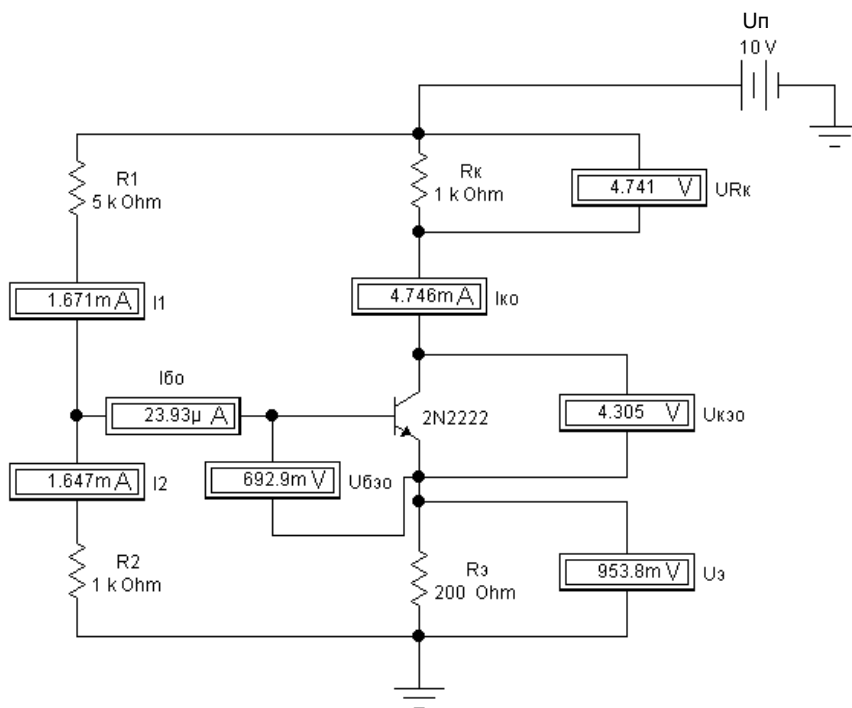 Uп
10 V
R1
5 k Ohm
Rк
1 k Ohm
4.741 V
URк
1.671m A
I1
4.746m A
Iко
Iбо
23.93µ A
2N2222
4.305 V
Uкэо
1.647m A
I2
692.9m V
Uбэо
R2
1 k Ohm
Rэ
200 Ohm
953.8m V
Uэ